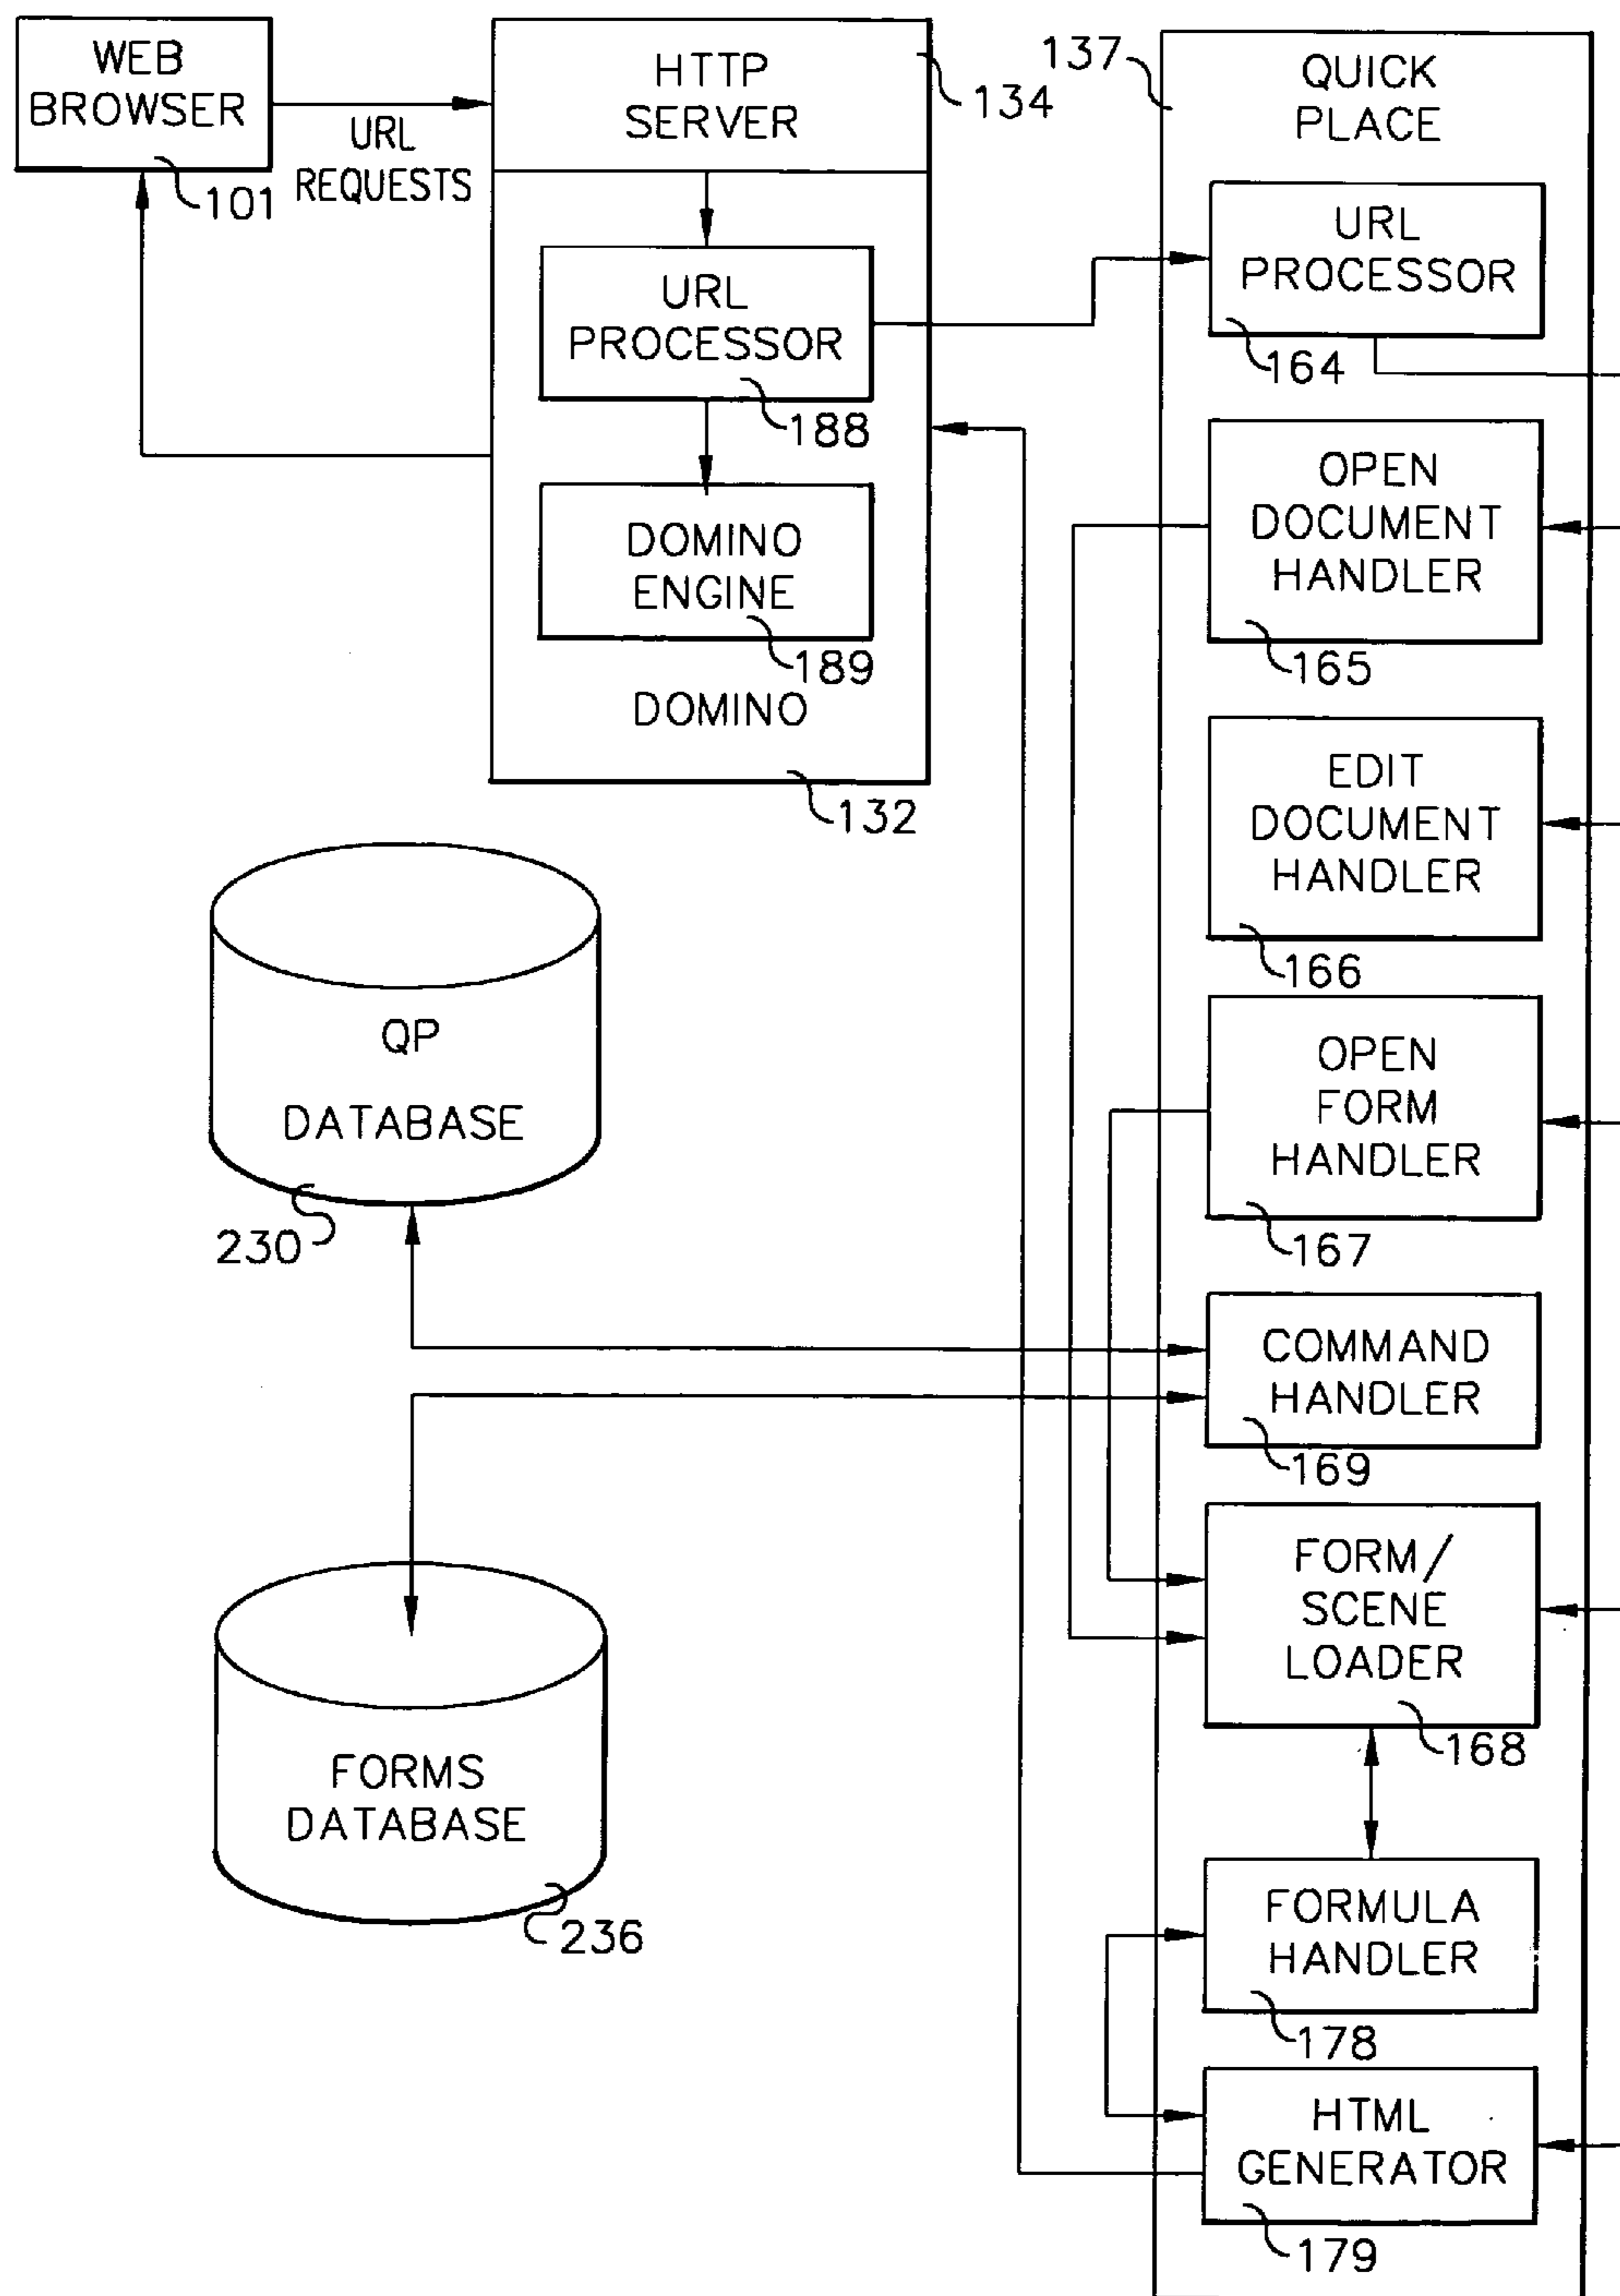 WEB
BROWSER
101
URL
REQUESTS
HTTP
SERVER
134
URL
PROCESSOR
188
DOMINO
ENGINE
189
DOMINO
132
137
QUICK
PLACE
URL
PROCESSOR
164
OPEN
DOCUMENT
HANDLER
165
EDIT
DOCUMENT
HANDLER
166
OPEN
FORM
HANDLER
167
COMMAND
HANDLER
169
FORM/
SCENE
LOADER
168
FORMULA
HANDLER
178
HTML
GENERATOR
179
QP
DATABASE
230
FORMS
DATABASE
236